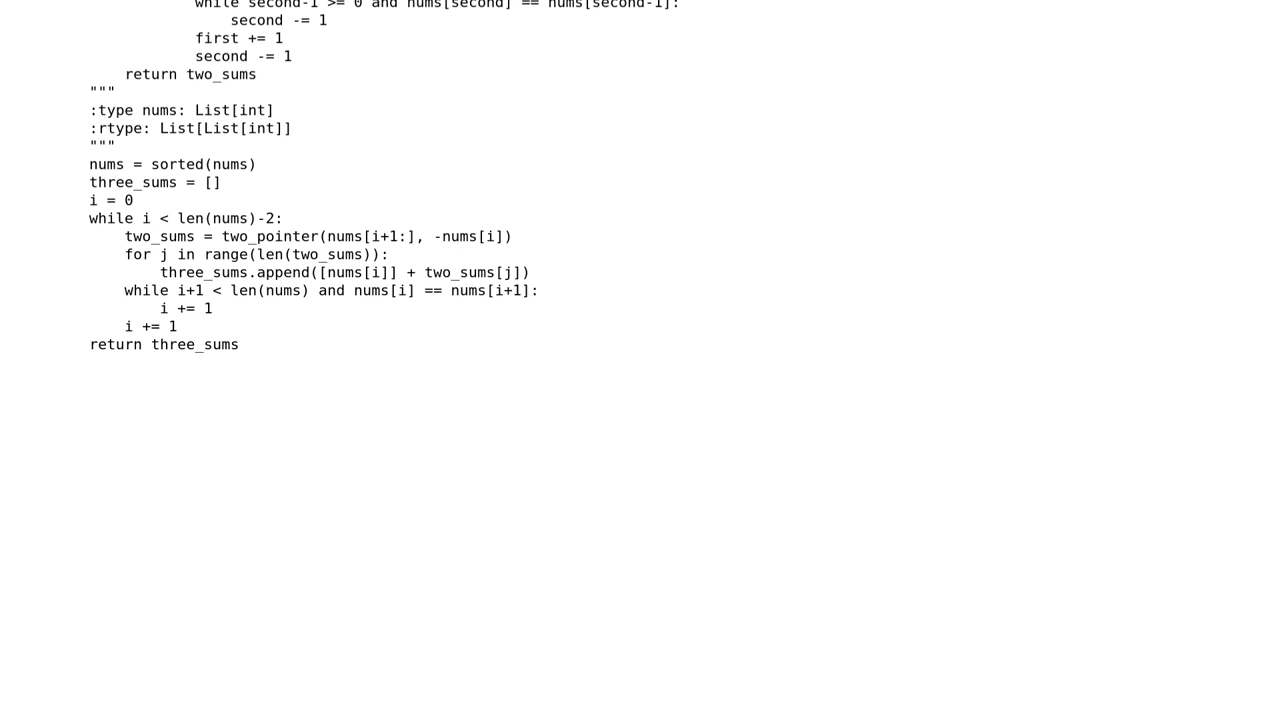 while second-1 >= 0 and nums[second] == nums[second-1]:
                second -= 1
            first += 1
            second -= 1
    return two_sums
"""
:type nums: List[int]
:rtype: List[List[int]]
"""
nums = sorted(nums)
three_sums = []
i = 0
while i < len(nums)-2:
    two_sums = two_pointer(nums[i+1:], -nums[i])
    for j in range(len(two_sums)):
        three_sums.append([nums[i]] + two_sums[j])
    while i+1 < len(nums) and nums[i] == nums[i+1]:
        i += 1
    i += 1
return three_sums